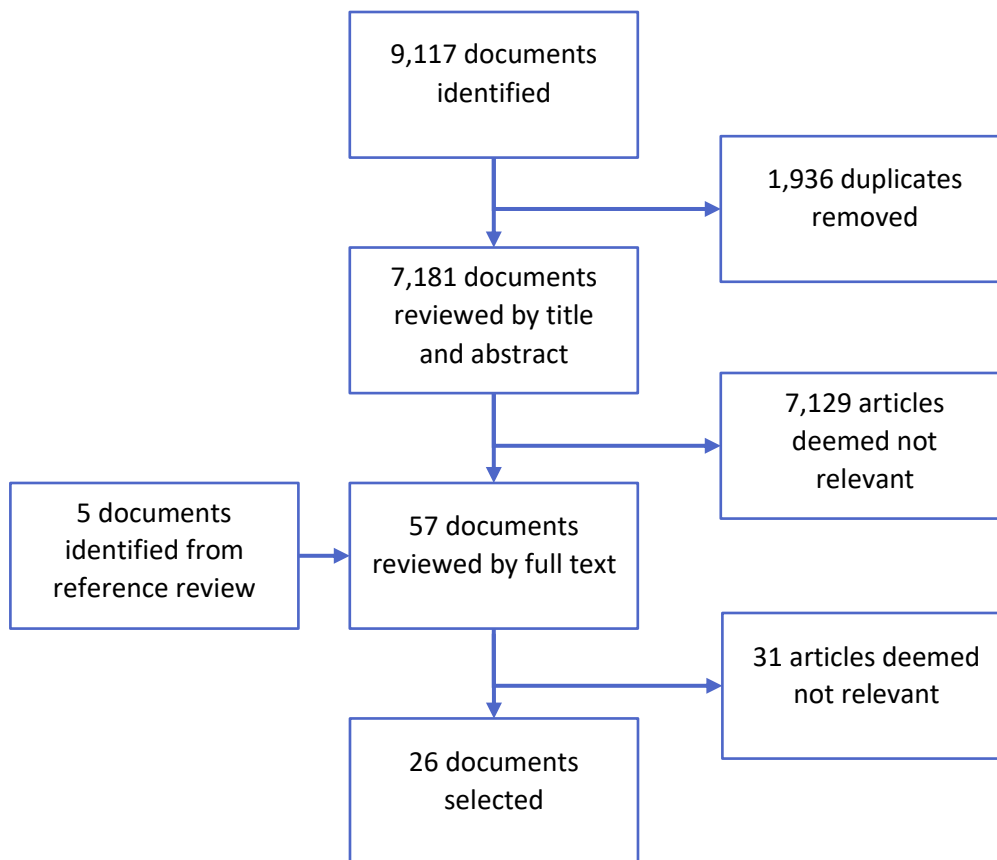 9,117 documents
identified
1,936 duplicates
removed
7,181 documents
reviewed by title
and abstract
7,129 articles
deemed not
relevant
5 documents
identified from
reference review
57 documents
reviewed by full text
31 articles deemed
not relevant
26 documents
selected